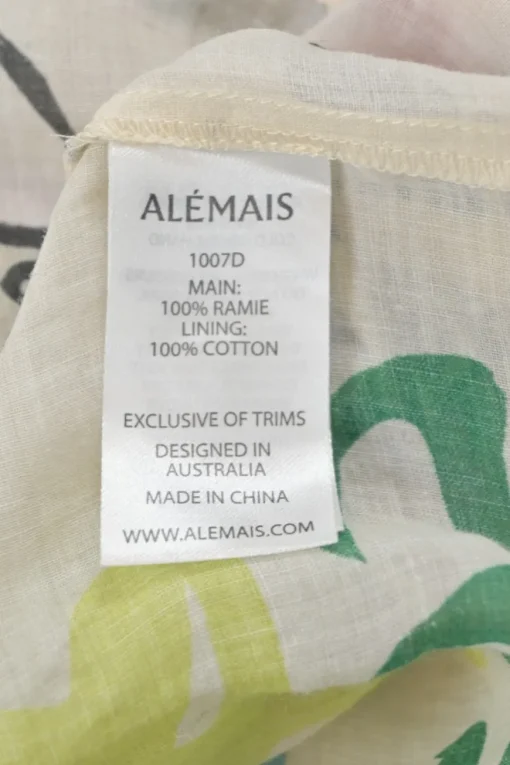 ALÉMAIS
1007D
MAIN:
100% RAMIE
LINING:
100% COTTON
EXCLUSIVE OF TRIMS
DESIGNED IN
AUSTRALIA
MADE IN CHINA
WWW.ALEMAIS.COM